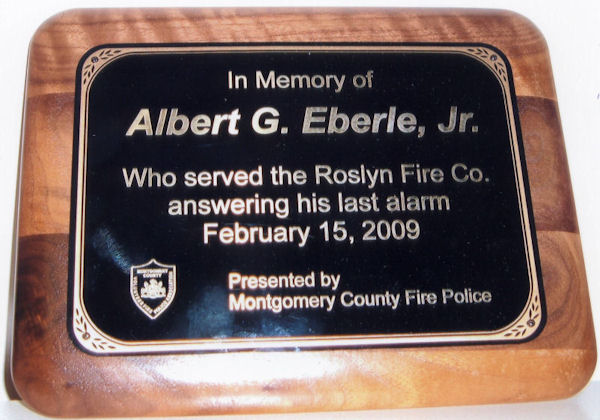 In Memory of
Albert G. Eberle, Jr.
Who served the Roslyn Fire Co.
answering his last alarm
February 15, 2009
MONTGOMERY
COUNTY
Presented by
Montgomery County Fire Police